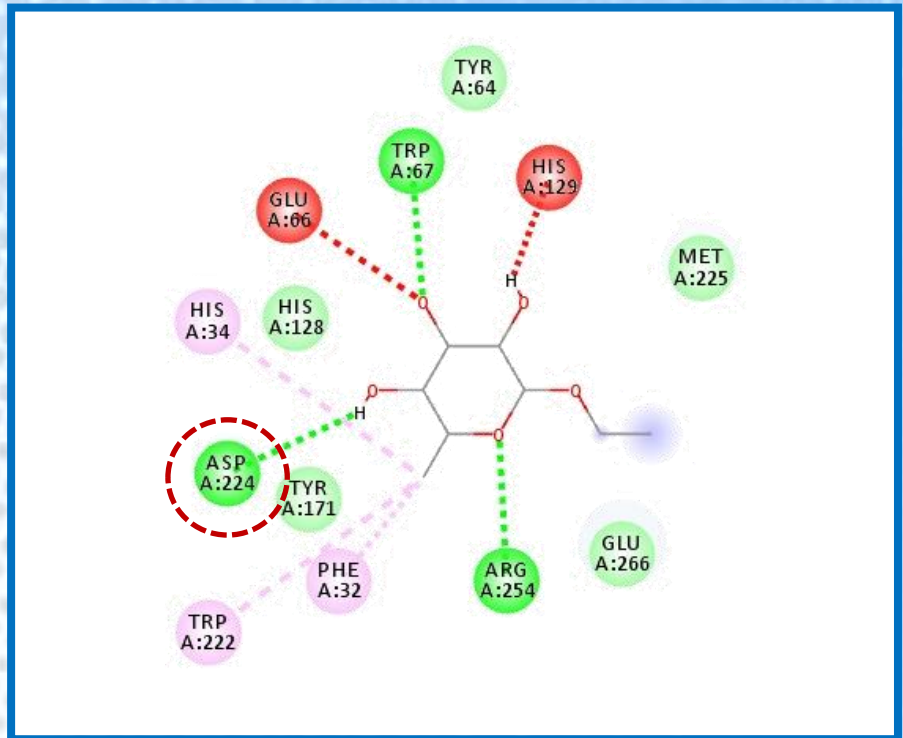 TYR
A:64
TRP
A:67
HIS
A:129
GLU
A:66
MET
A:225
HIS
A:34
HIS
A:128
H
O
O
O
O
H
O
ASP
A:224
TYR
A:171
GLU
A:266
PHE
A:32
ARG
A:254
TRP
A:222